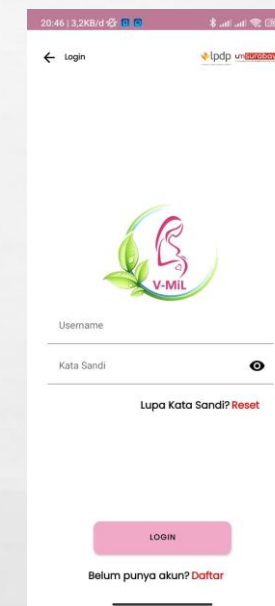 20:46 | 3,2KB/d
Login
lpdp umsurabaya
V-MiL
Username
Kata Sandi
Lupa Kata Sandi? Reset
LOGIN
Belum punya akun? Daftar